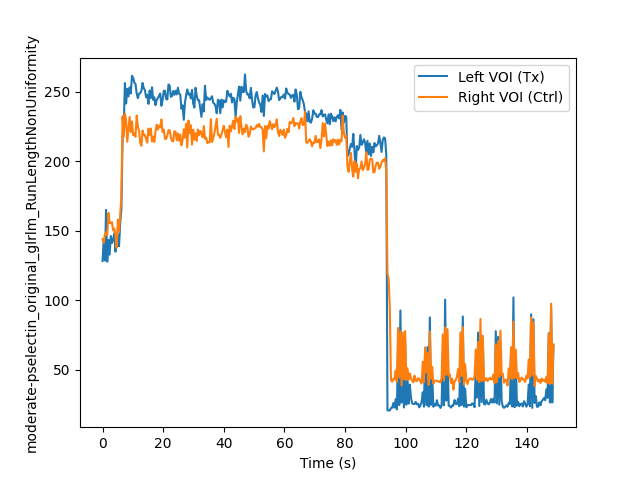 moderate-pselectin_original_glrlm_RunLengthNonUniformity
250
200
150
100
50
Left VOI (Tx)
Right VOI (Ctrl)
0 20 40 60 80 100 120 140
Time (s)